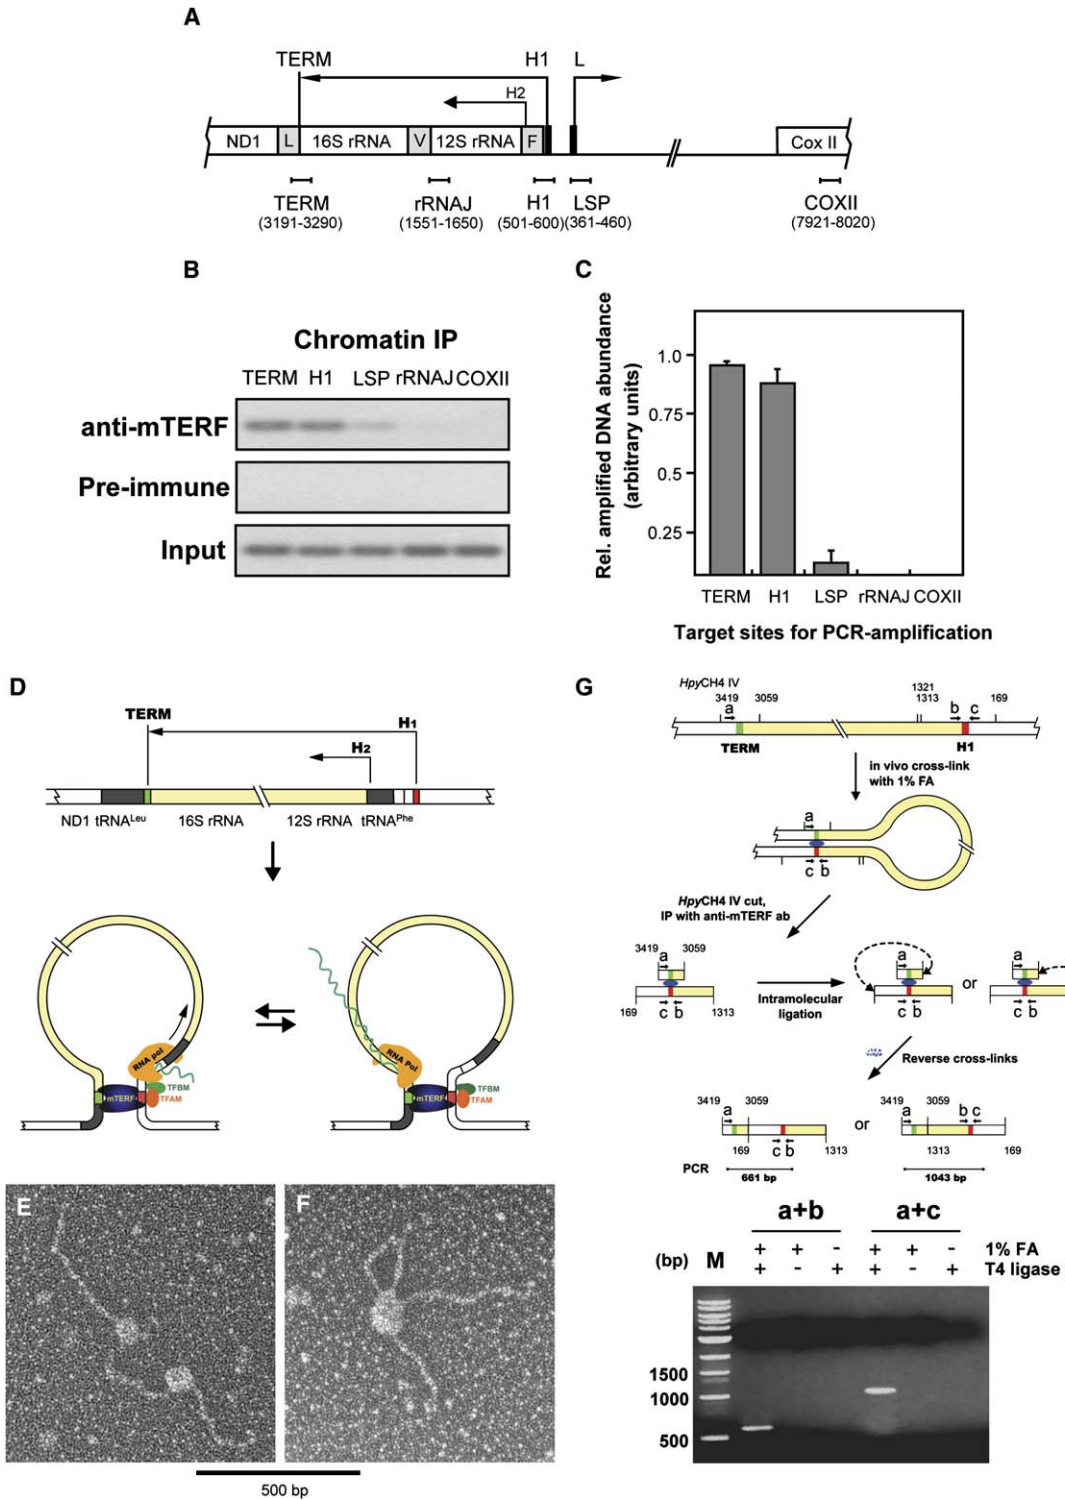 A
TERM H1 L
H2
ND1 L 16S rRNA V 12S rRNA F Cox II
TERM rRNAJ H1 LSP COXII
(3191-3290) (1551-1650) (501-600) (361-460) (7921-8020)
B
Chromatin IP
TERM H1 LSP rRNAJ COXII
anti-mTERF
Pre-immune
Input
C
Rel. amplified DNA abundance
(arbitrary units)
1.0
0.75
0.5
0.25
TERM H1 LSP rRNAJ COXII
Target sites for PCR-amplification
D
TERM
H1
H2
ND1 tRNALeu 16S rRNA 12S rRNA tRNAPhe
RNA pol
mTERF
TFBM
TFAM
RNA Pol
mTERF
TFBM
TFAM
E
F
500 bp
G
HpyCH4 IV
3419 3059 1321
1313 169
a b c
TERM H1
in vivo cross-link
with 1% FA
a
c b
HpyCH4 IV cut,
IP with anti-mTERF ab
3419 3059
a
c b
169 1313
Intramolecular
ligation
a
c b
or
a
c b
Reverse cross-links
3419 3059
a
c b
169 1313
or
3419 3059
a b c
1313 169
PCR
661 bp 1043 bp
a+b a+c
(bp) M + + - + + - 1% FA
+ - + + - + T4 ligase
1500
1000
500